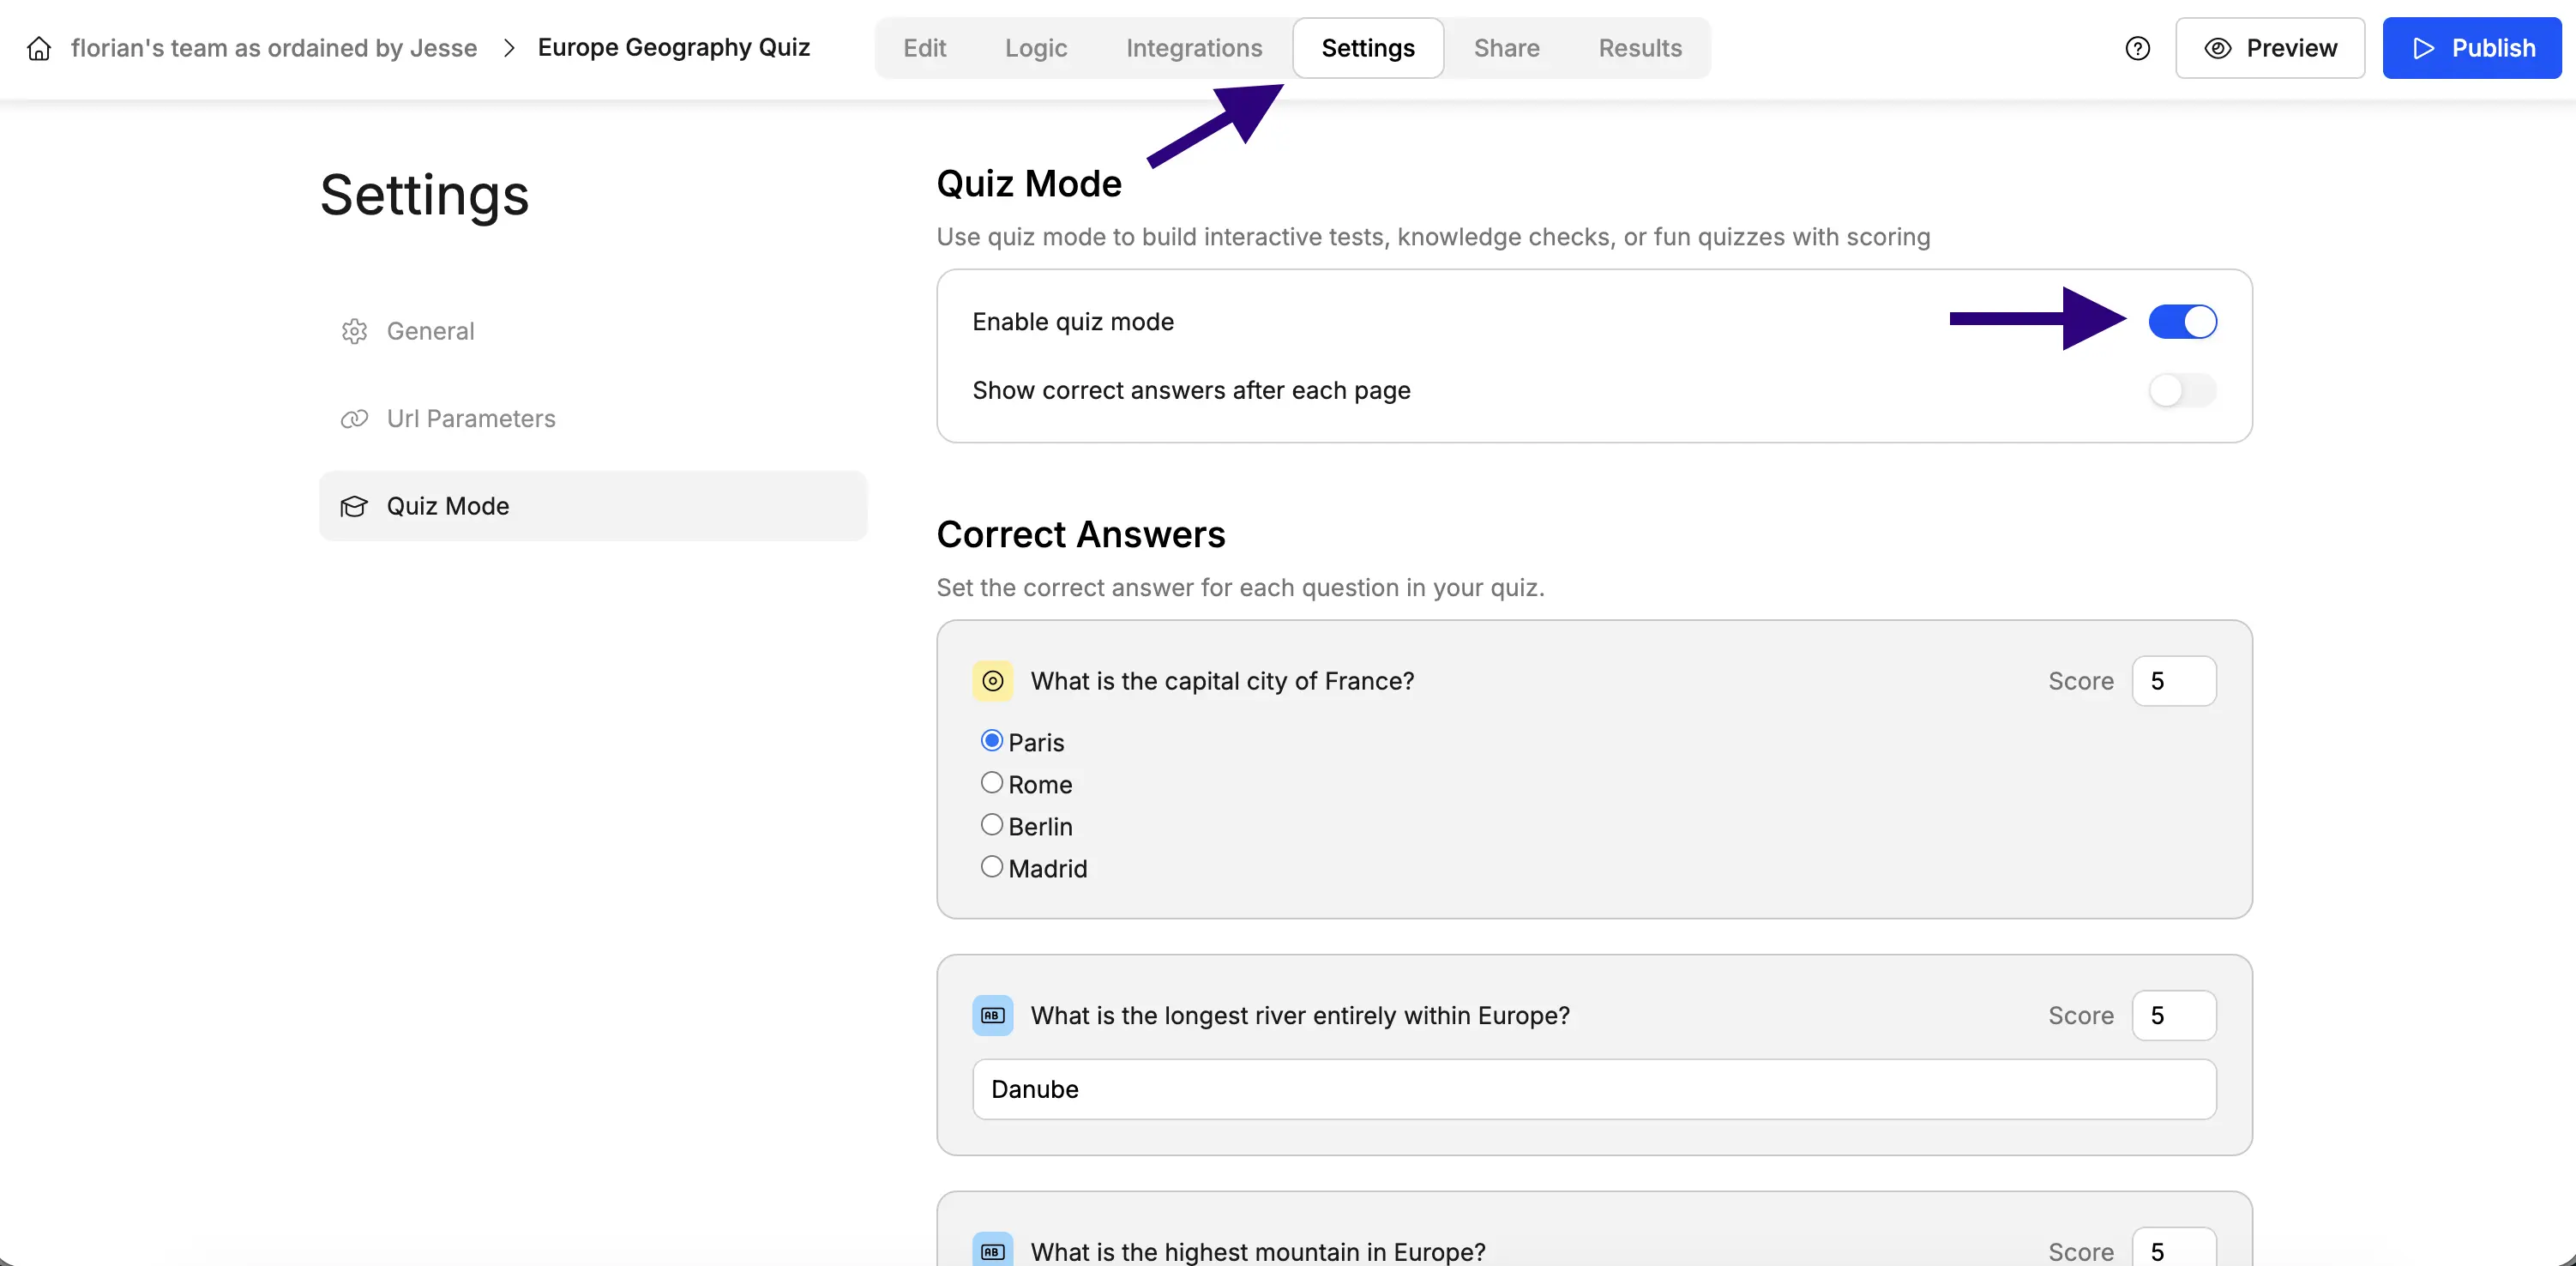 florian's team as ordained by Jesse > Europe Geography Quiz
Edit Logic Integrations Settings Share Results
Preview Publish
Settings
General
Url Parameters
Quiz Mode
Quiz Mode
Use quiz mode to build interactive tests, knowledge checks, or fun quizzes with scoring
Enable quiz mode
Show correct answers after each page
Correct Answers
Set the correct answer for each question in your quiz.
What is the capital city of France? Score 5
Paris
Rome
Berlin
Madrid
AB What is the longest river entirely within Europe? Score 5
Danube
AB What is the highest mountain in Europe? Score 5